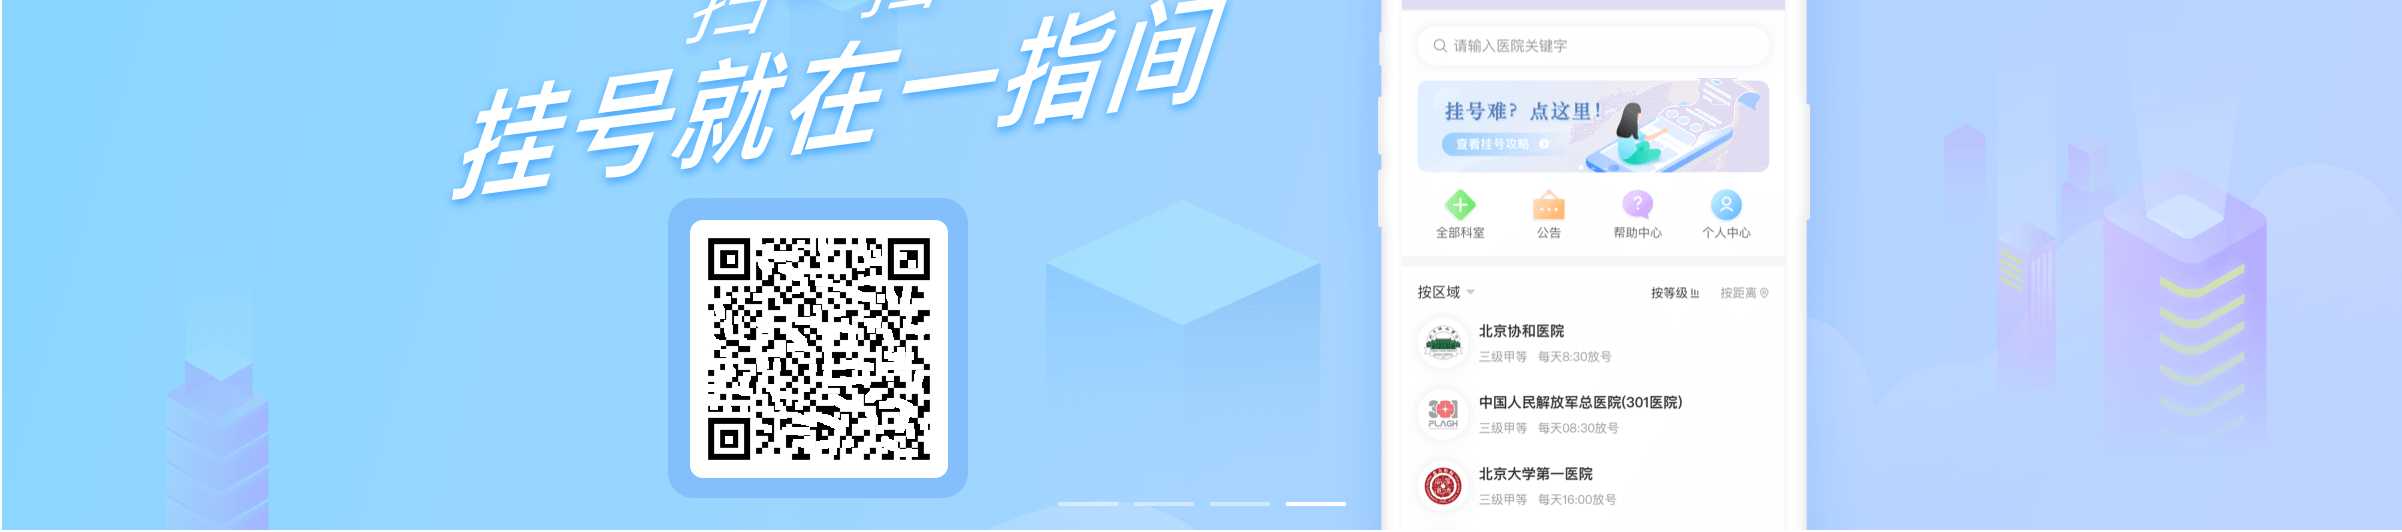 扫一扫
挂号就在一指间
请输入医院关键字
挂号难？点这里！
查看挂号攻略
全部科室
公告
帮助中心
个人中心
按区域
按等级
按距离
北京协和医院
三级甲等 每天8:30放号
301
PLAGH
中国人民解放军总医院(301医院)
三级甲等 每天08:30放号
北京大学第一医院
三级甲等 每天16:00放号